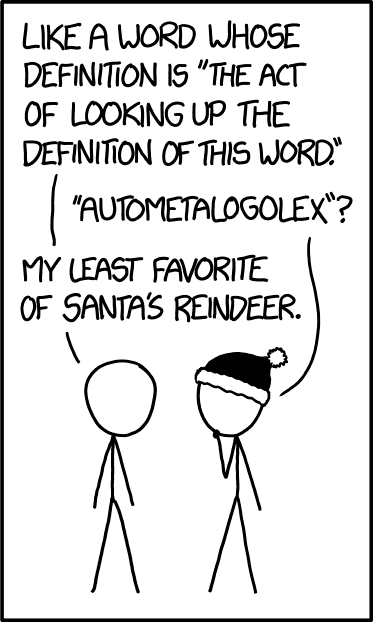 LIKE A WORD WHOSE
DEFINITION IS "THE ACT
OF LOOKING UP THE
DEFINITION OF THIS WORD."
"AUTOMETALOGOLEX"?
MY LEAST FAVORITE
OF SANTA'S REINDEER.